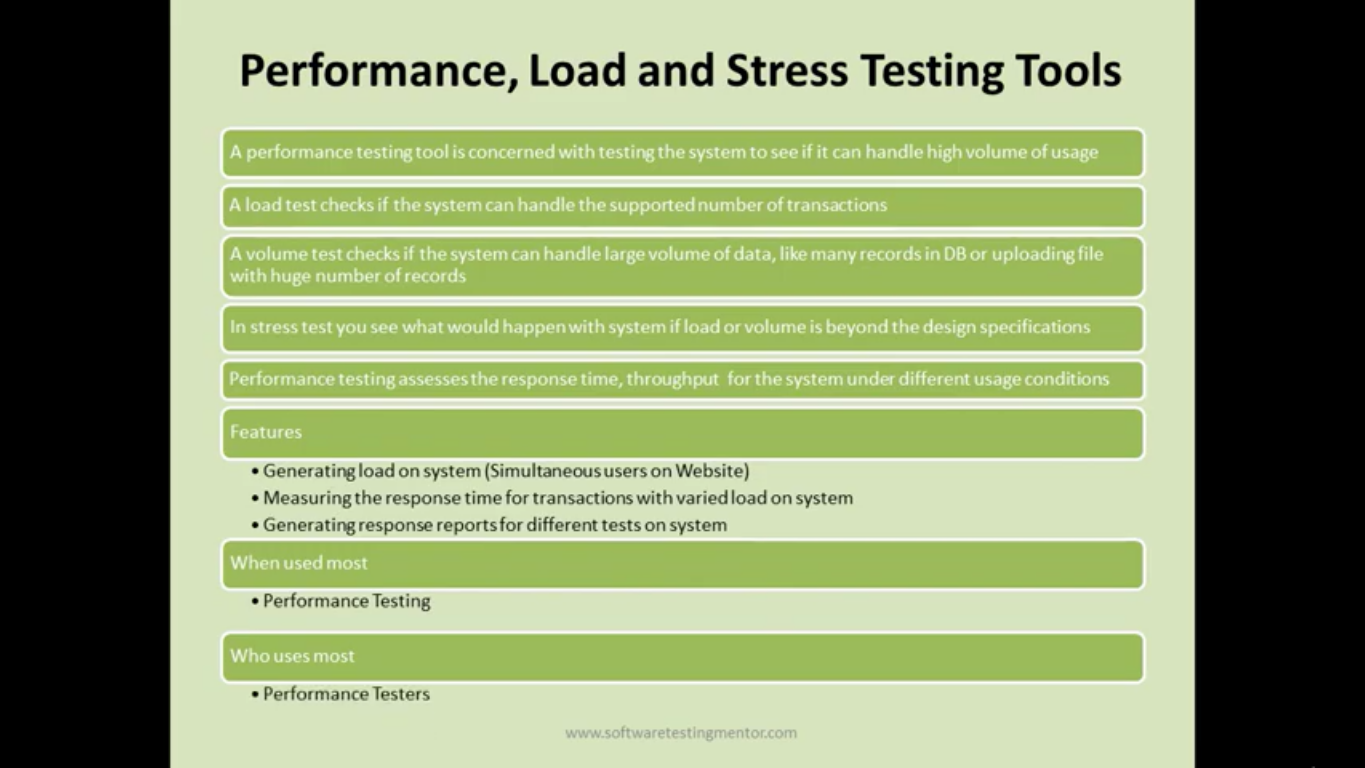 Performance, Load and Stress Testing Tools
A performance testing tool is concerned with testing the system to see if it can handle high volume of usage
A load test checks if the system can handle the supported number of transactions
A volume test checks if the system can handle large volume of data, like many records in DB or uploading file
with huge number of records
In stress test you see what would happen with system if load or volume is beyond the design specifications
Performance testing assesses the response time, throughput for the system under different usage conditions
Features
• Generating load on system (Simultaneous users on Website)
• Measuring the response time for transactions with varied load on system
• Generating response reports for different tests on system
When used most
• Performance Testing
Who uses most
• Performance Testers
www.softwaretestingmentor.com